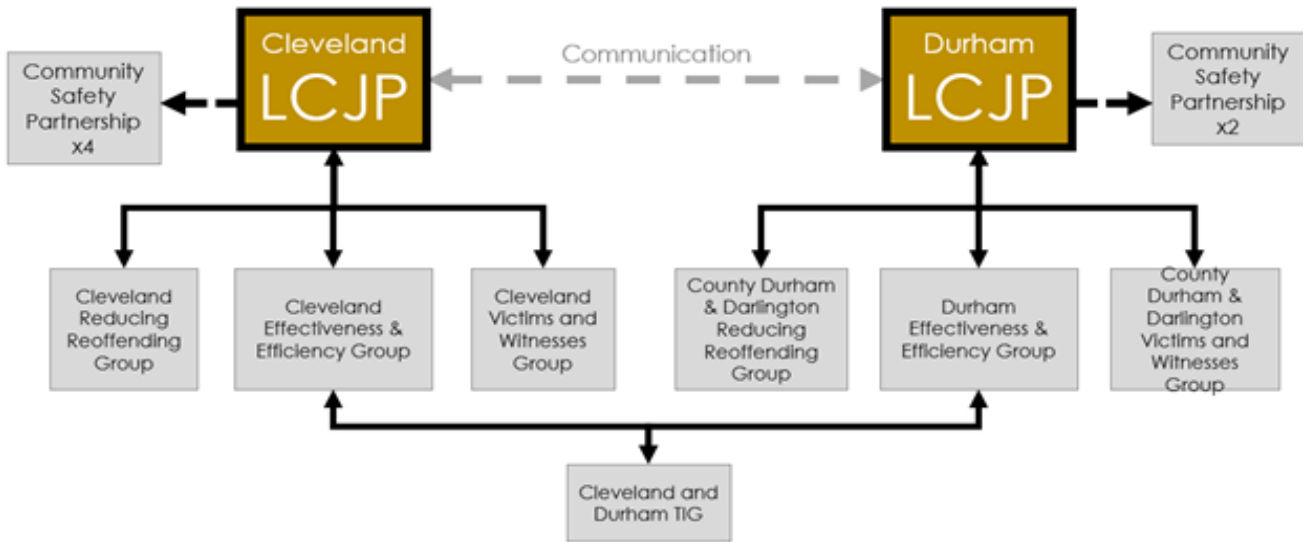 Cleveland
LCJP
Communication
Durham
LCJP
Community
Safety
Partnership
x4
Community
Safety
Partnership
x2
Cleveland
Reducing
Reoffending
Group
Cleveland
Effectiveness &
Efficiency Group
Cleveland
Victims and
Witnesses
Group
County Durham
& Darlington
Reducing
Reoffending
Group
Durham
Effectiveness
& Efficiency Group
County
Durham &
Darlington
Victims and
Witnesses
Group
Cleveland and
Durham TIG